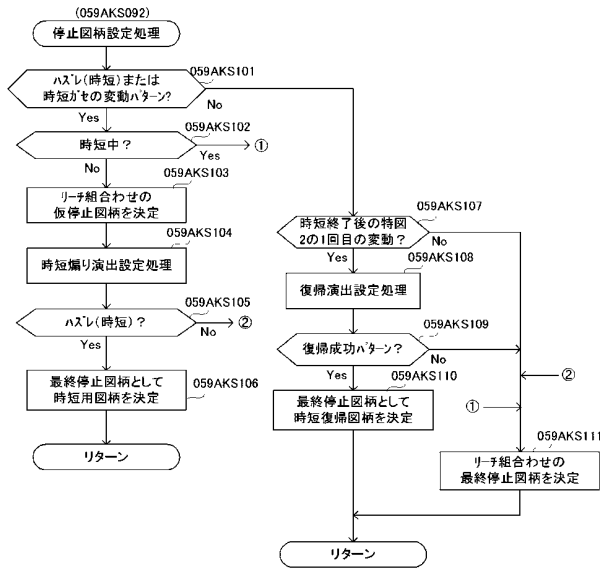 (059AKS092)
停止図柄設定処理
059AKS101
ﾊｽﾞﾚ(時短)または
時短ｶﾞｾの変動ﾊﾟﾀｰﾝ?
Yes
No
059AKS102
時短中?
No
Yes
①
059AKS103
ﾘｰﾁ組合わせの
仮停止図柄を決定
059AKS104
時短煽り演出設定処理
059AKS105
ﾊｽﾞﾚ(時短)?
Yes
No
②
最終停止図柄として
時短用図柄を決定
059AKS106
リターン
059AKS107
時短終了後の特図
2の1回目の変動?
Yes
No
059AKS108
復帰演出設定処理
059AKS109
復帰成功ﾊﾟﾀｰﾝ?
Yes
No
059AKS110
最終停止図柄として
時短復帰図柄を決定
②
①
059AKS111
ﾘｰﾁ組合わせの
最終停止図柄を決定
リターン